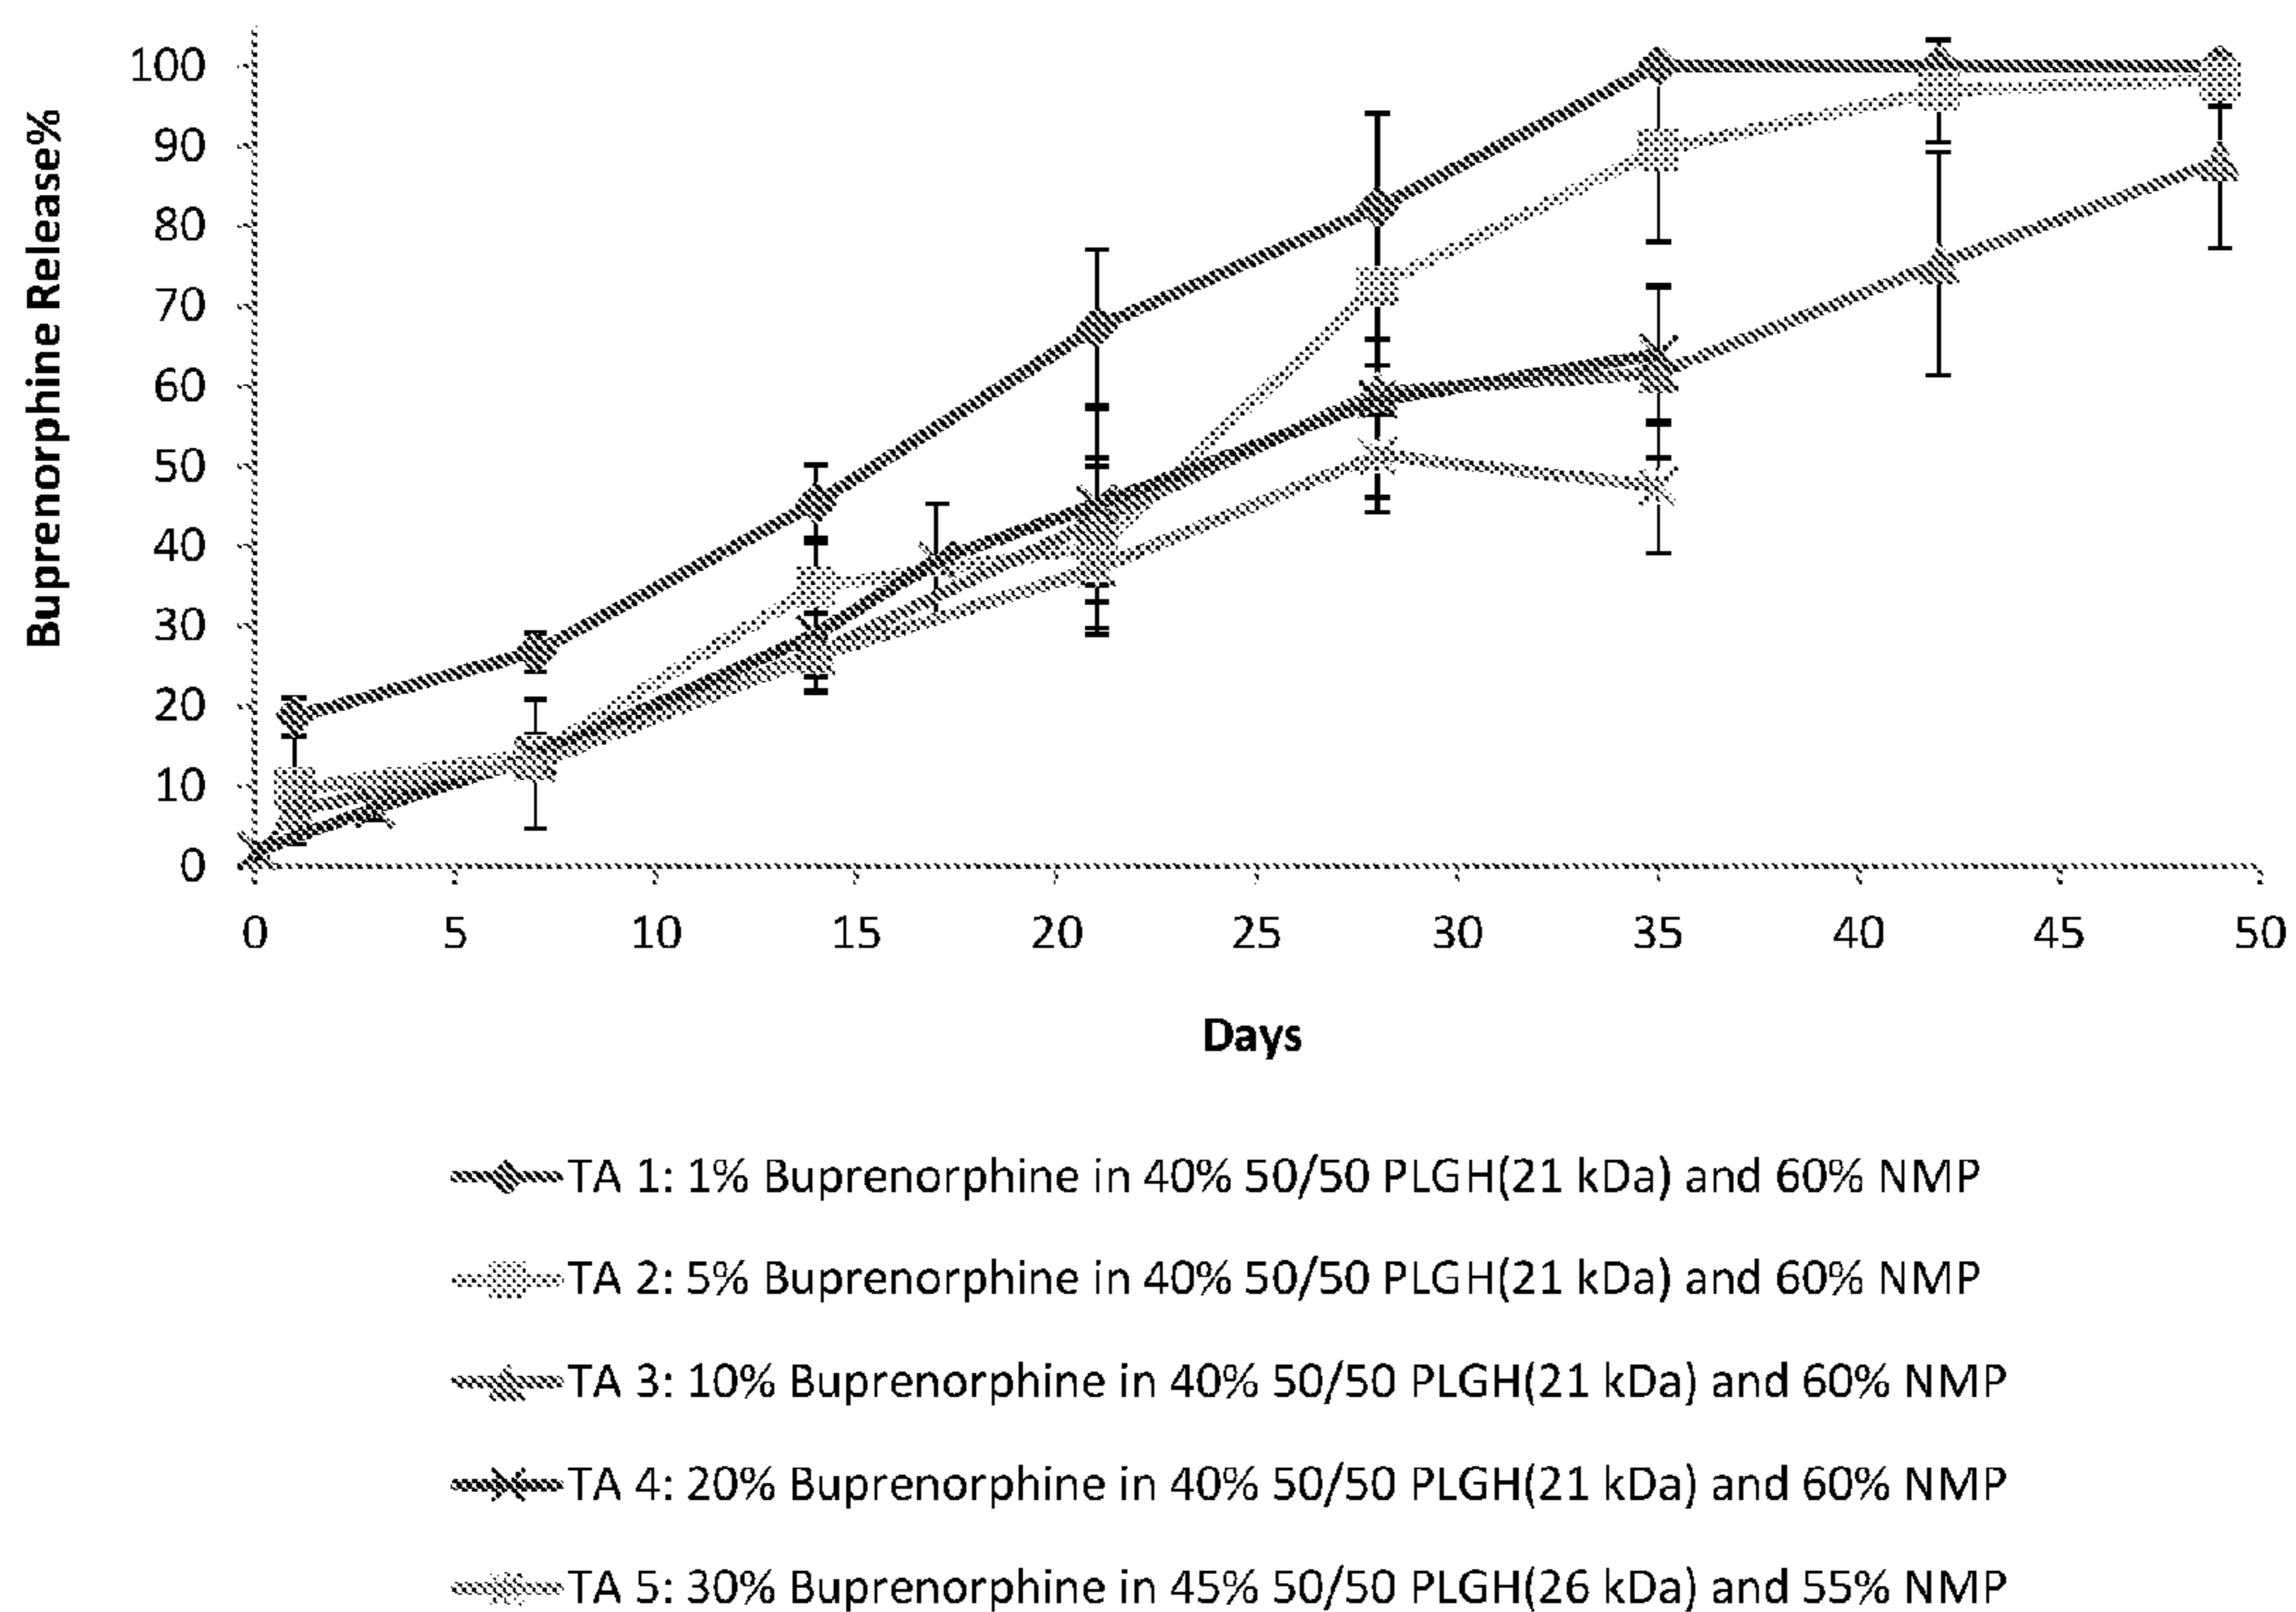 Buprenorphine Release%
100
90
80
70
60
50
40
30
20
10
0
0 5 10 15 20 25 30 35 40 45 50
Days
TA 1: 1% Buprenorphine in 40% 50/50 PLGH(21 kDa) and 60% NMP
TA 2: 5% Buprenorphine in 40% 50/50 PLGH(21 kDa) and 60% NMP
TA 3: 10% Buprenorphine in 40% 50/50 PLGH(21 kDa) and 60% NMP
TA 4: 20% Buprenorphine in 40% 50/50 PLGH(21 kDa) and 60% NMP
TA 5: 30% Buprenorphine in 45% 50/50 PLGH(26 kDa) and 55% NMP